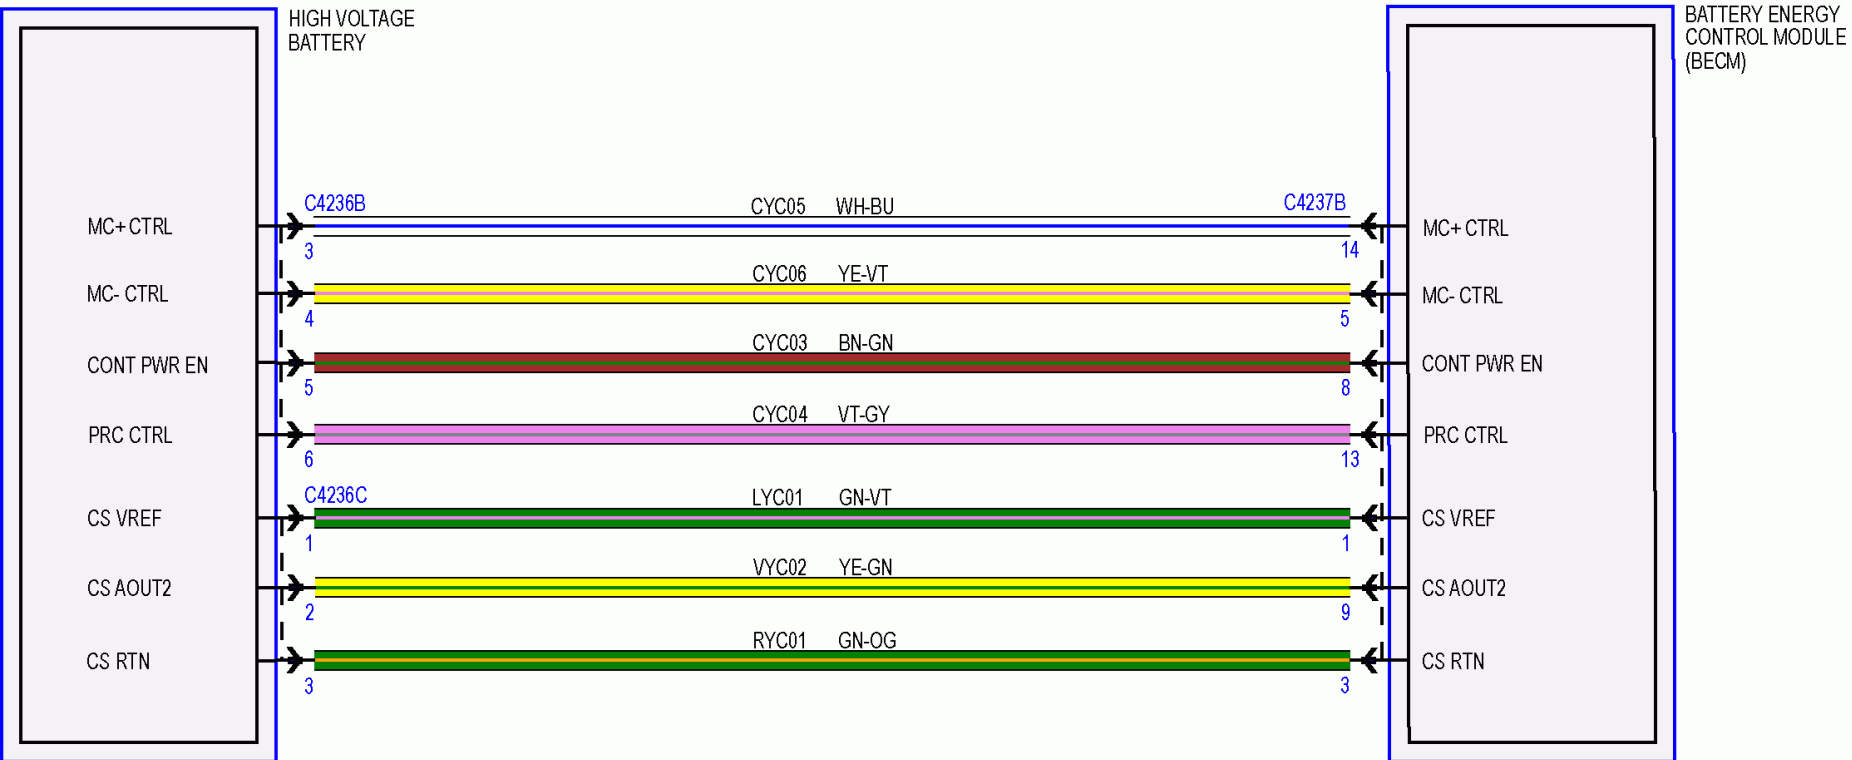 HIGH VOLTAGE
BATTERY
BATTERY ENERGY
CONTROL MODULE
(BECM)
C4236B CYC05 WH-BU C4237B
MC+ CTRL 3 14 MC+ CTRL
CYC06 YE-VT
MC- CTRL 4 5 MC- CTRL
CYC03 BN-GN
CONT PWR EN 5 8 CONT PWR EN
CYC04 VT-GY
PRC CTRL 6 13 PRC CTRL
C4236C LYC01 GN-VT
CS VREF 1 1 CS VREF
VYC02 YE-GN
CS AOUT2 2 9 CS AOUT2
RYC01 GN-OG
CS RTN 3 3 CS RTN